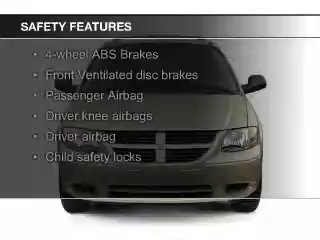 SAFETY FEATURES
• 4-wheel ABS Brakes
• Front Ventilated disc brakes
• Passenger Airbag
• Driver knee airbags
• Driver airbag
• Child safety locks